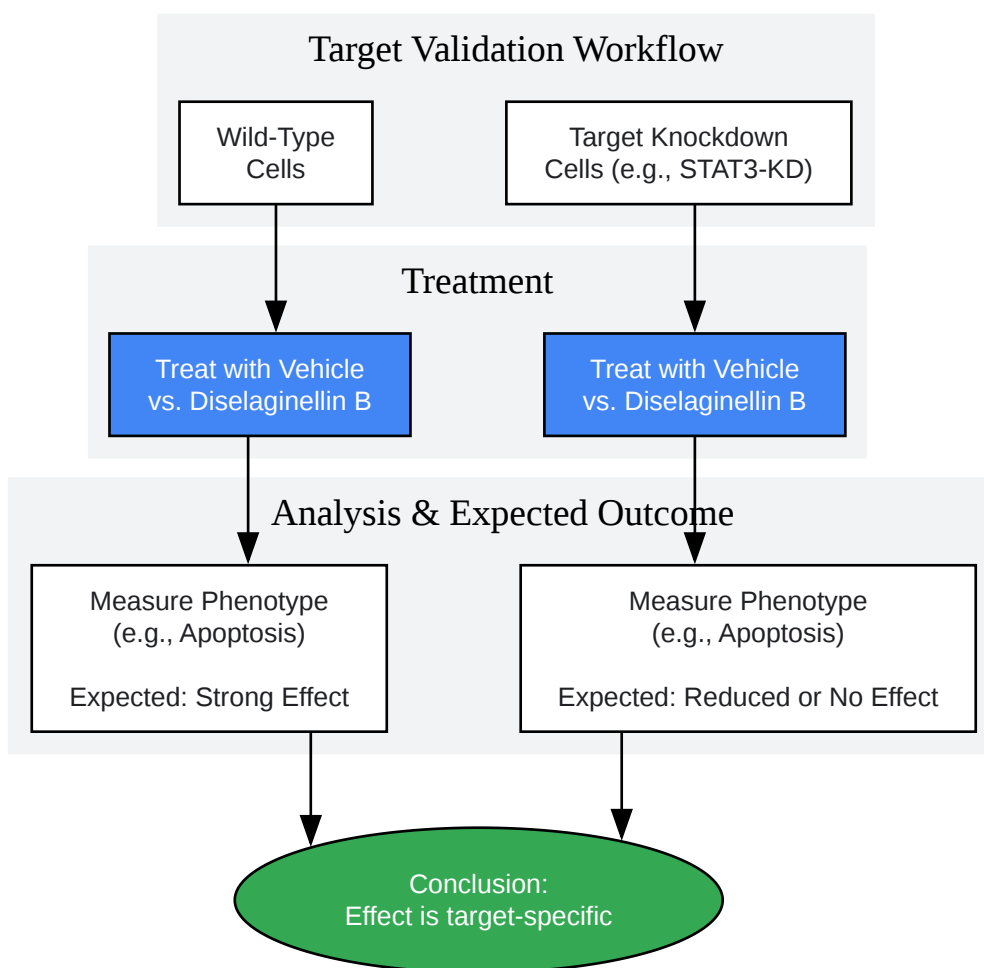 Target Validation Workflow
Wild-Type
Cells
Target Knockdown
Cells (e.g., STAT3-KD)
Treatment
Treat with Vehicle
vs. Diselaginellin B
Treat with Vehicle
vs. Diselaginellin B
Analysis & Expected Outcome
Measure Phenotype
(e.g., Apoptosis)
Expected: Strong Effect
Measure Phenotype
(e.g., Apoptosis)
Expected: Reduced or No Effect
Conclusion:
Effect is target-specific